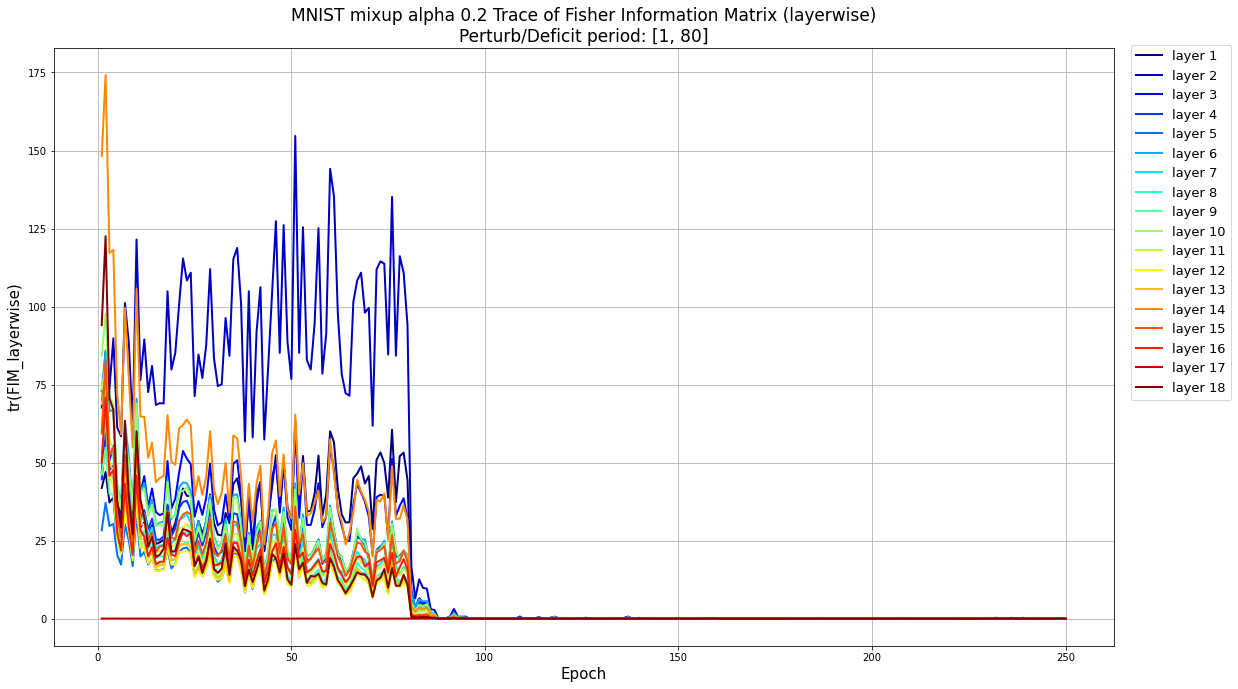 MNIST mixup alpha 0.2 Trace of Fisher Information Matrix (layerwise)
Perturb/Deficit period: [1, 80]
175
150
125
100
75
50
25
0
tr(FIM_layerwise)
0
50
100
150
200
250
Epoch
layer 1
layer 2
layer 3
layer 4
layer 5
layer 6
layer 7
layer 8
layer 9
layer 10
layer 11
layer 12
layer 13
layer 14
layer 15
layer 16
layer 17
layer 18